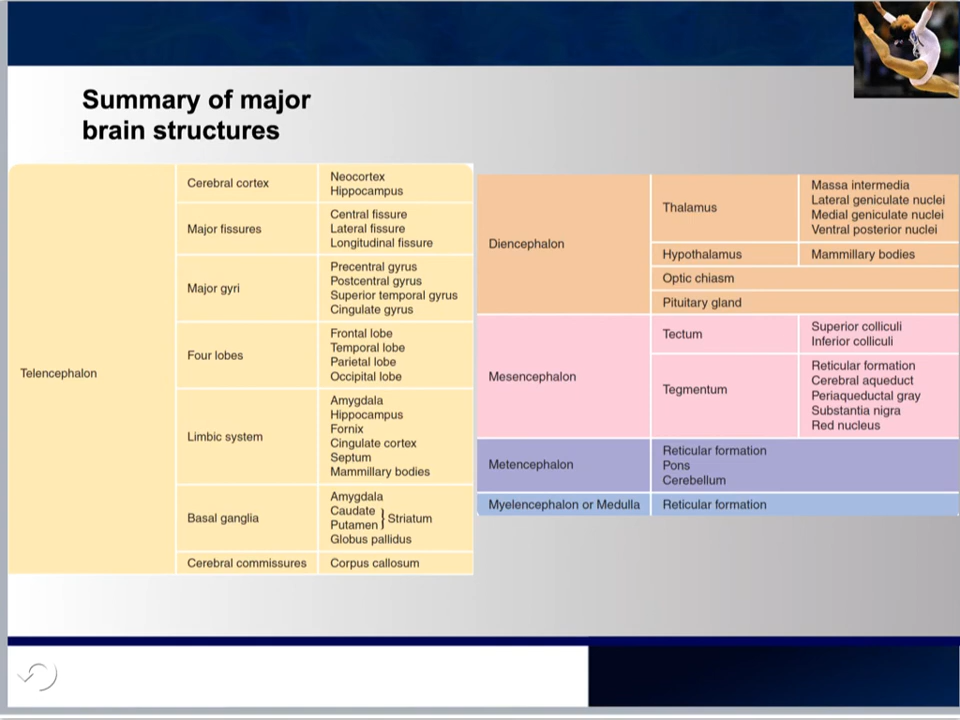 Summary of major
brain structures
Telencephalon
Cerebral cortex
Neocortex
Hippocampus
Major fissures
Central fissure
Lateral fissure
Longitudinal fissure
Major gyri
Precentral gyrus
Postcentral gyrus
Superior temporal gyrus
Cingulate gyrus
Four lobes
Frontal lobe
Temporal lobe
Parietal lobe
Occipital lobe
Limbic system
Amygdala
Hippocampus
Fornix
Cingulate cortex
Septum
Mammillary bodies
Basal ganglia
Amygdala
Caudate
Putamen } Striatum
Globus pallidus
Cerebral commissures
Corpus callosum
Diencephalon
Thalamus
Massa intermedia
Lateral geniculate nuclei
Medial geniculate nuclei
Ventral posterior nuclei
Hypothalamus
Mammillary bodies
Optic chiasm
Pituitary gland
Mesencephalon
Tectum
Superior colliculi
Inferior colliculi
Tegmentum
Reticular formation
Cerebral aqueduct
Periaqueductal gray
Substantia nigra
Red nucleus
Metencephalon
Reticular formation
Pons
Cerebellum
Myelencephalon or Medulla
Reticular formation